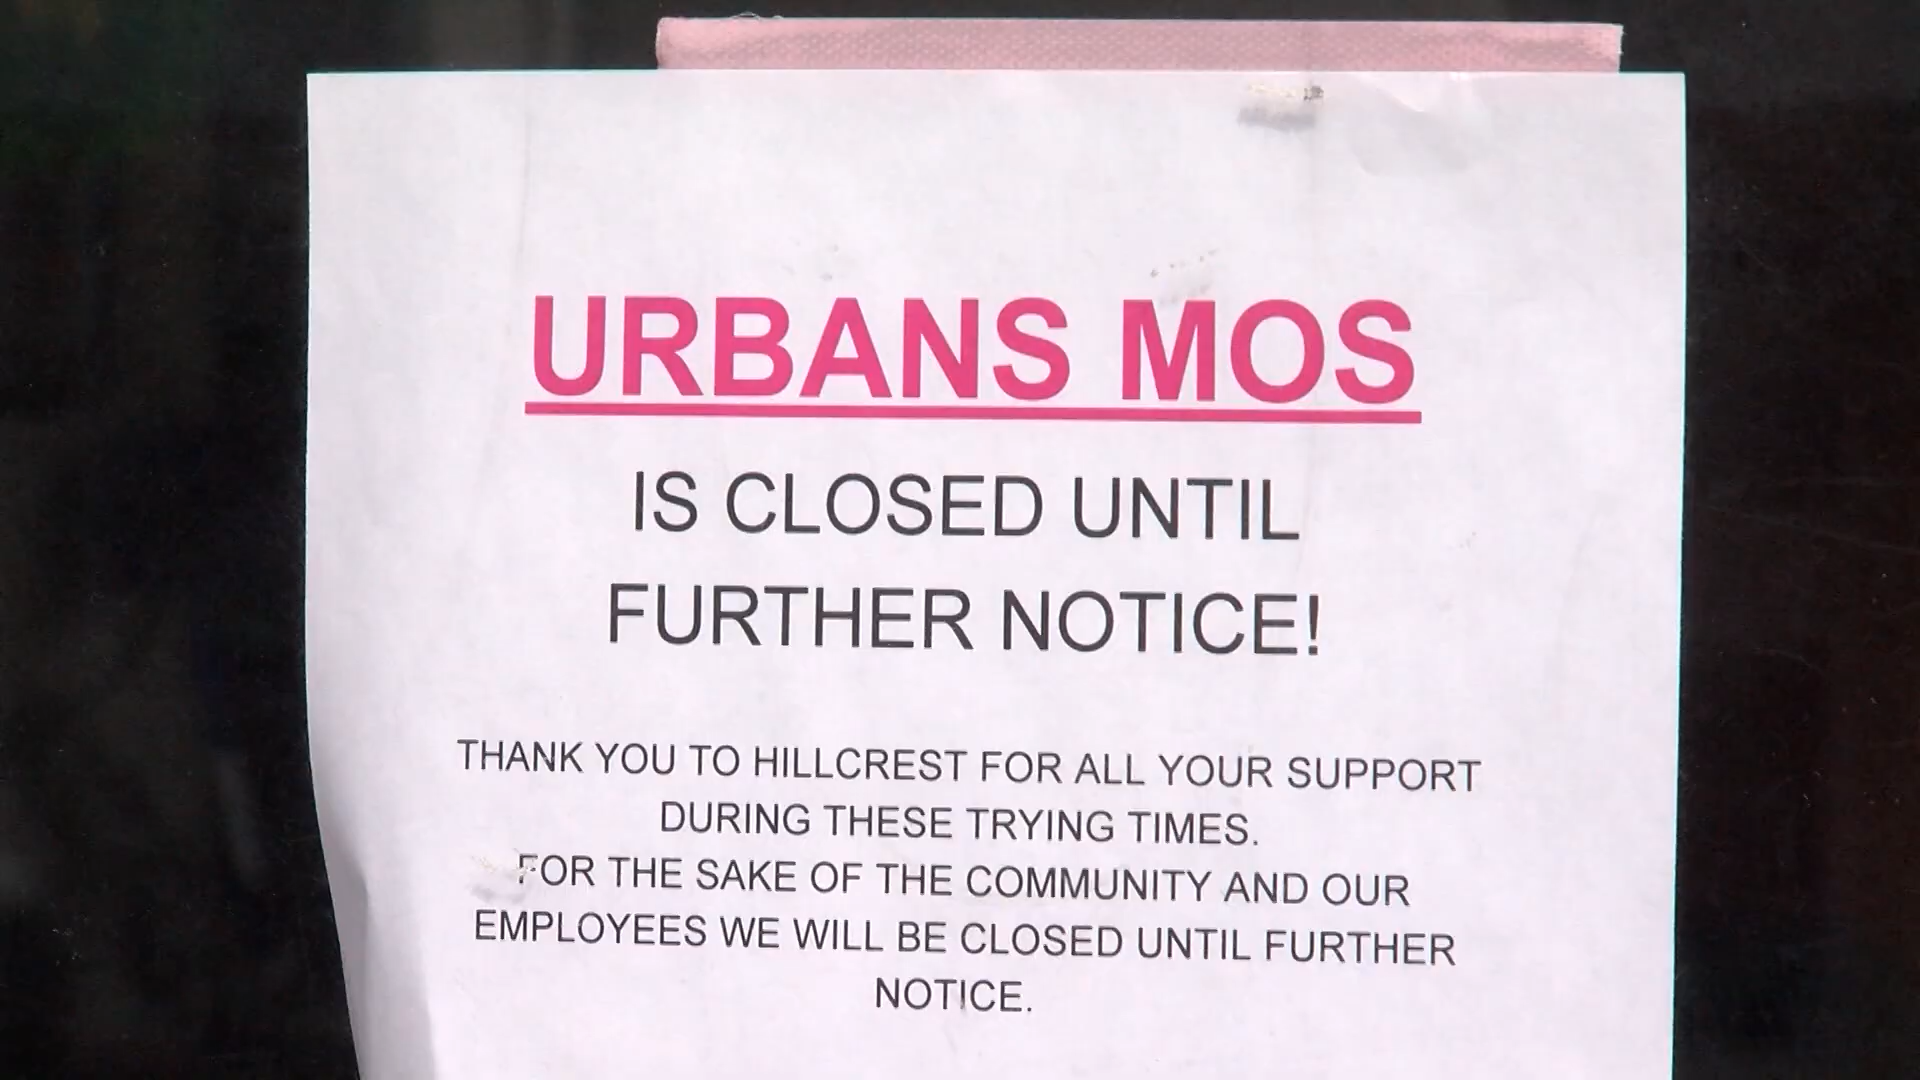 URBANS MOS
IS CLOSED UNTIL
FURTHER NOTICE!
THANK YOU TO HILLCREST FOR ALL YOUR SUPPORT
DURING THESE TRYING TIMES.
FOR THE SAKE OF THE COMMUNITY AND OUR
EMPLOYEES WE WILL BE CLOSED UNTIL FURTHER
NOTICE.